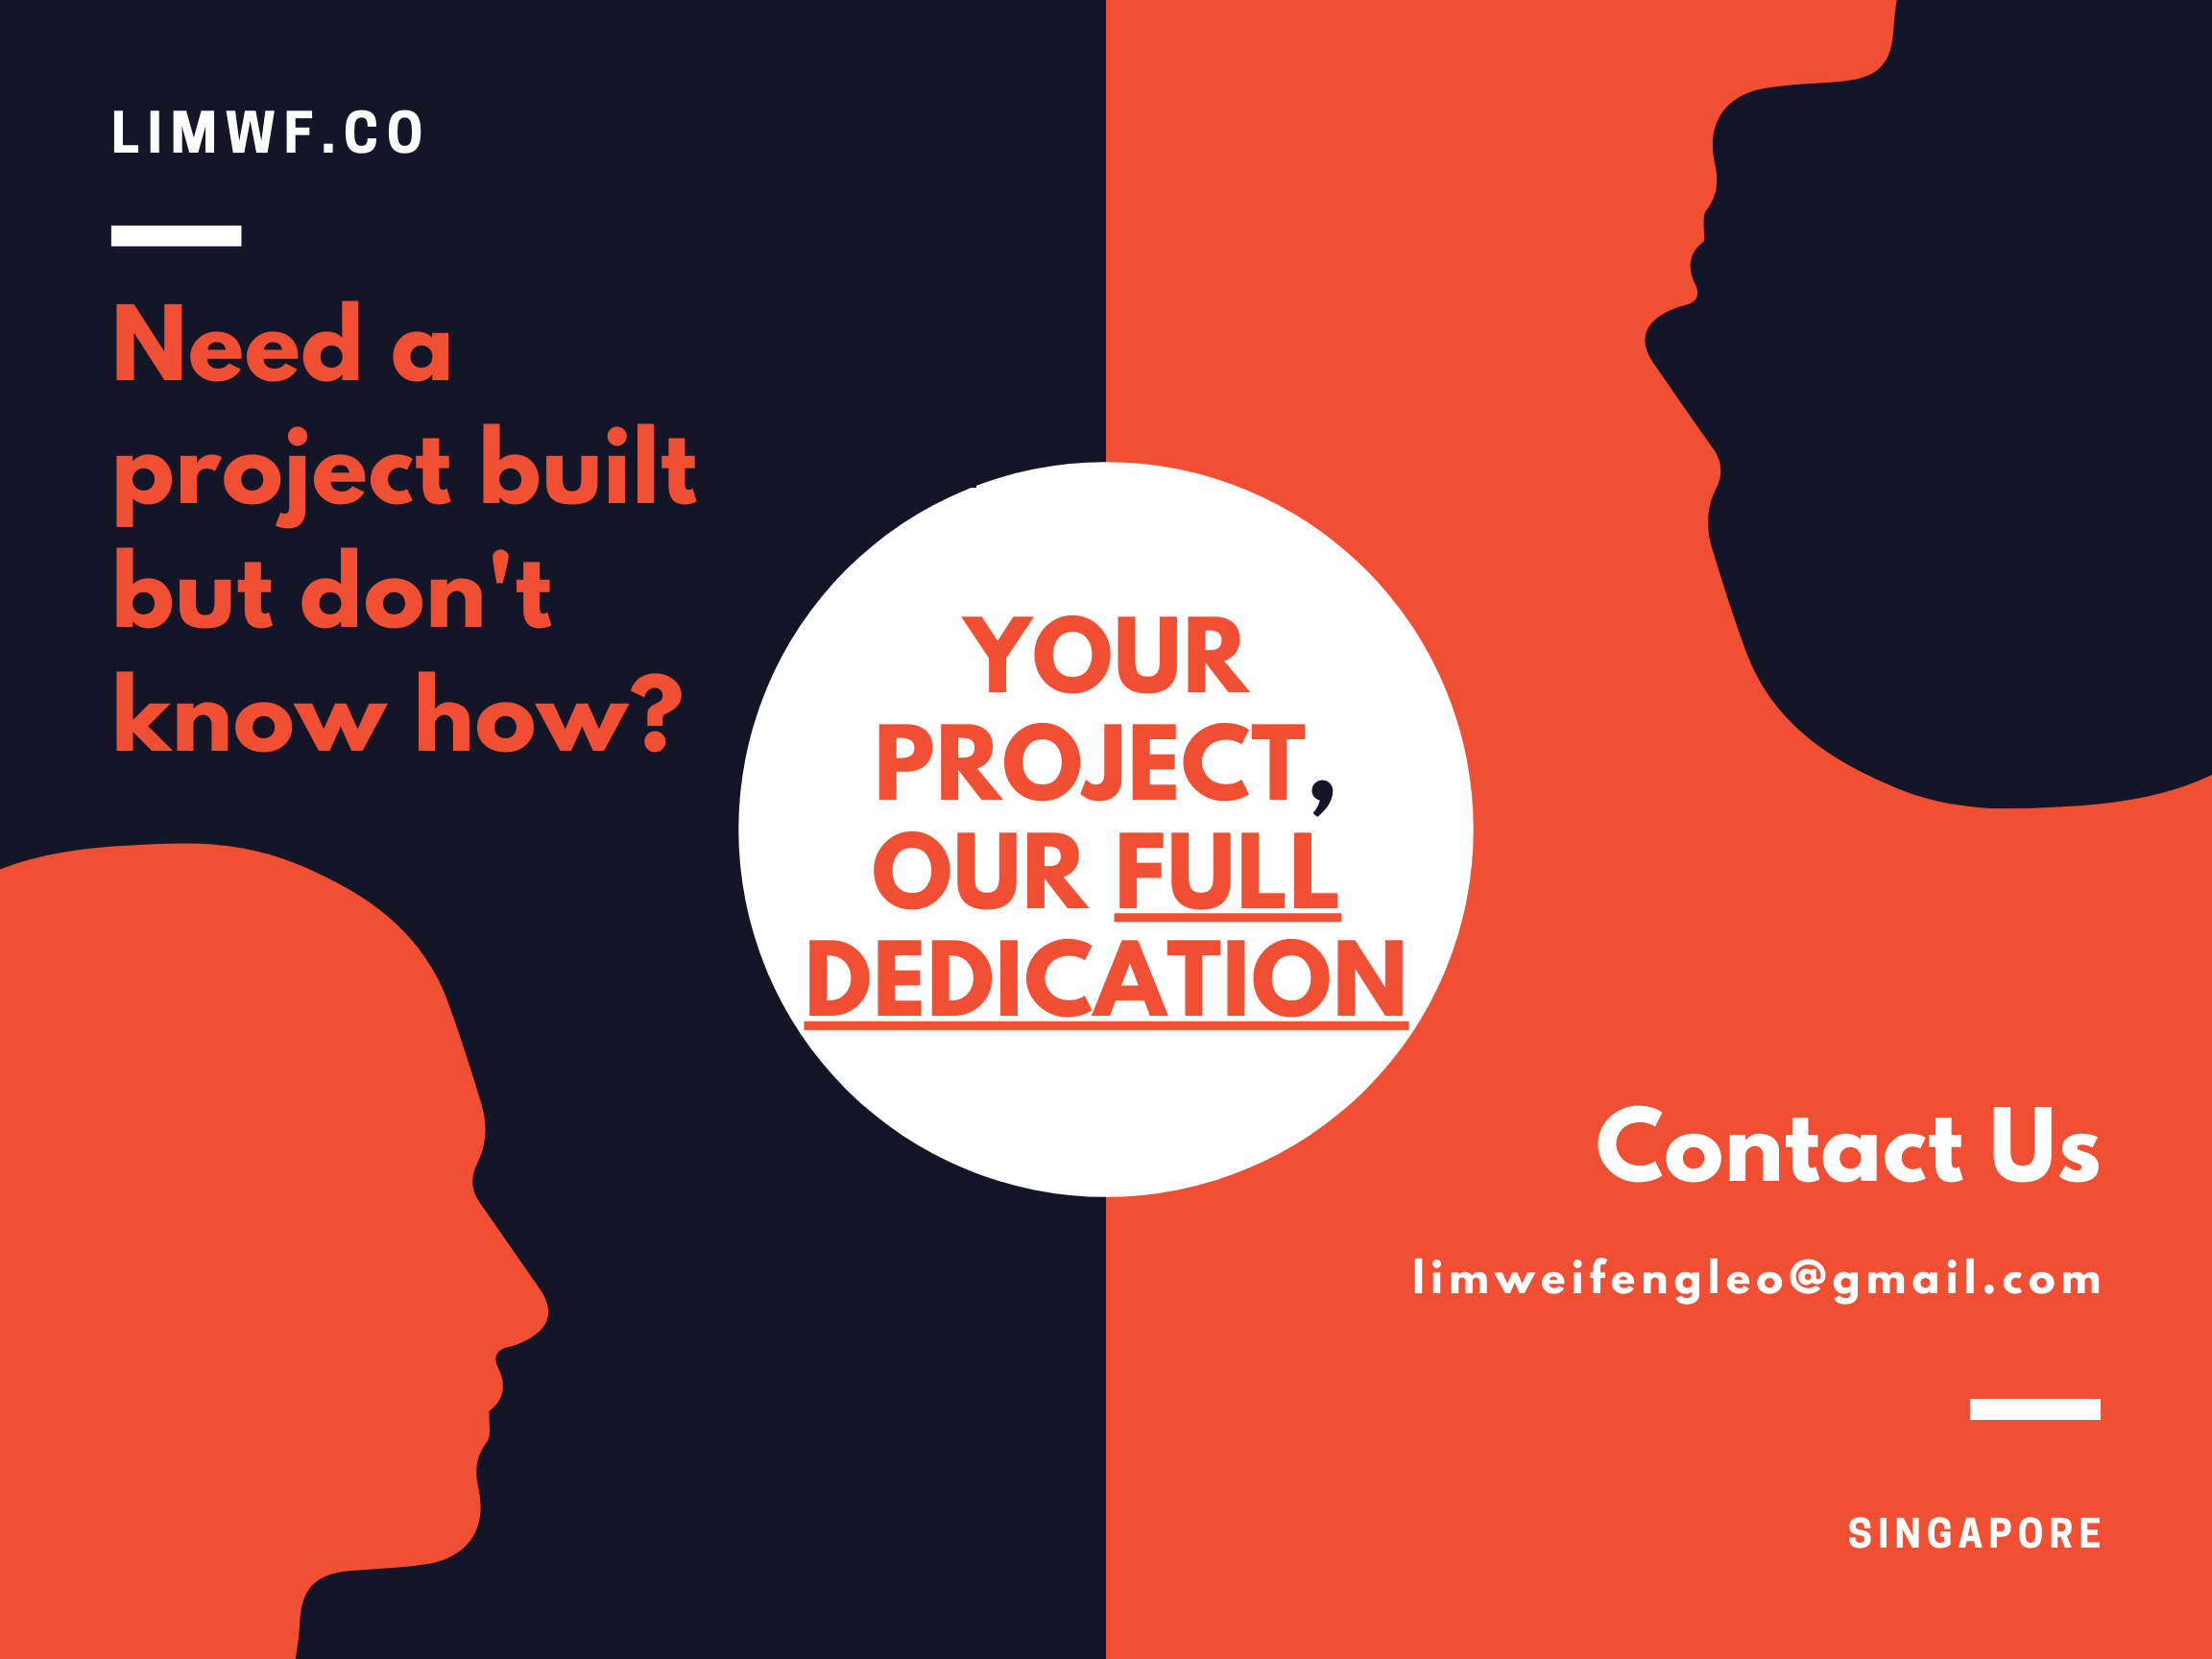 LIMWF.CO
Need a
project built
but don't
know how?
YOUR
PROJECT,
OUR FULL
DEDICATION
Contact Us
limweifengleo@gmail.com
SINGAPORE